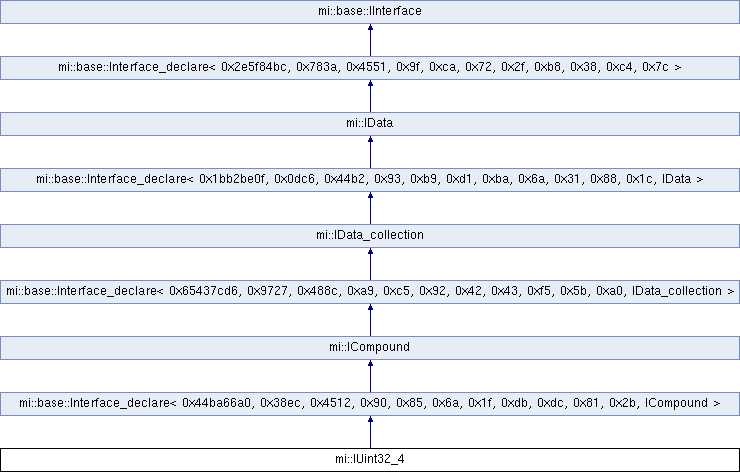 mi::base::IInterface
mi::base::Interface_declare< 0x2e5f84bc, 0x783a, 0x4551, 0x9f, 0xca, 0x72, 0x2f, 0xb8, 0x38, 0xc4, 0x7c >
mi::IData
mi::base::Interface_declare< 0x1bb2be0f, 0x0dc6, 0x44b2, 0x93, 0xb9, 0xd1, 0xba, 0x6a, 0x31, 0x88, 0x1c, IData >
mi::IData_collection
mi::base::Interface_declare< 0x65437cd6, 0x9727, 0x488c, 0xa9, 0xc5, 0x92, 0x42, 0x43, 0xf5, 0x5b, 0xa0, IData_collection >
mi::ICompound
mi::base::Interface_declare< 0x44ba66a0, 0x38ec, 0x4512, 0x90, 0x85, 0x6a, 0x1f, 0xdb, 0xdc, 0x81, 0x2b, ICompound >
mi::IUint32_4